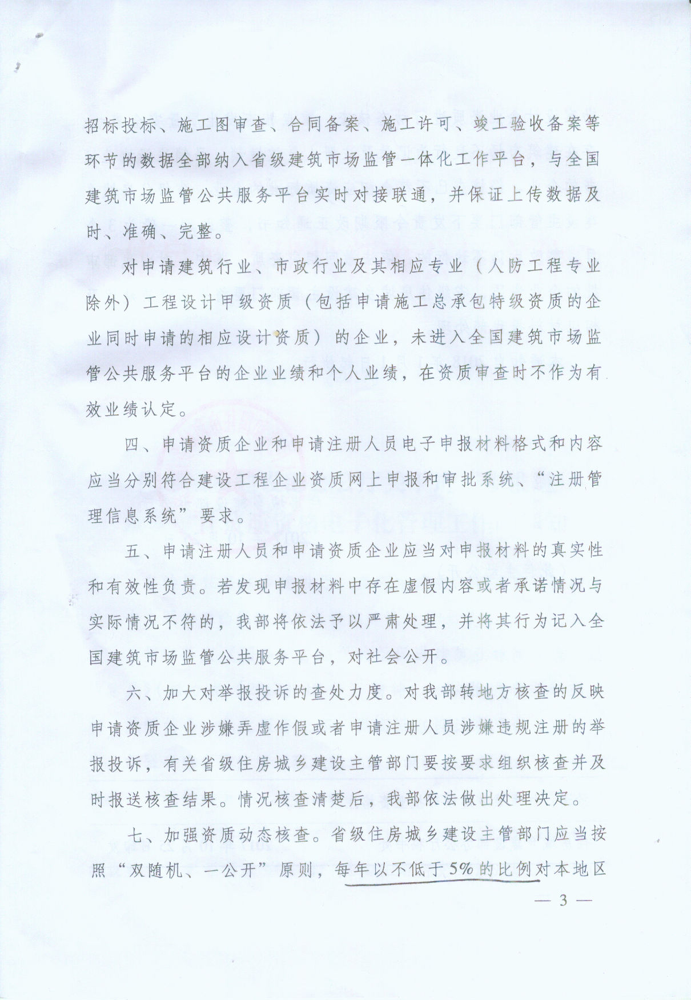 招标投标、施工图审查、合同备案、施工许可、竣工验收备案等
环节的数据全部纳入省级建筑市场监管一体化工作平台，与全国
建筑市场监管公共服务平台实时对接联通，并保证上传数据及
时、准确、完整。
对申请建筑行业、市政行业及其相应专业（人防工程专业
除外）工程设计甲级资质（包括申请施工总承包特级资质的企
业同时申请的相应设计资质）的企业，未进入全国建筑市场监
管公共服务平台的企业业绩和个人业绩，在资质审查时不作为有
效业绩认定。
四、申请资质企业和申请注册人员电子申报材料格式和内容
应当分别符合建设工程企业资质网上申报和审批系统、“注册管
理信息系统”要求。
五、申请注册人员和申请资质企业应当对申报材料的真实性
和有效性负责。若发现申报材料中存在虚假内容或者承诺情况与
实际情况不符的，我部将依法予以严肃处理，并将其行为记入全
国建筑市场监管公共服务平台，对社会公开。
六、加大对举报投诉的查处力度。对我部转地方核查的反映
申请资质企业涉嫌弄虚作假或者申请注册人员涉嫌违规注册的举
报投诉，有关省级住房城乡建设主管部门要按要求组织核查并及
时报送核查结果。情况核查清楚后，我部依法做出处理决定。
七、加强资质动态核查。省级住房城乡建设主管部门应当按
照“双随机、一公开”原则，每年以不低于5%的比例对本地区
— 3 —